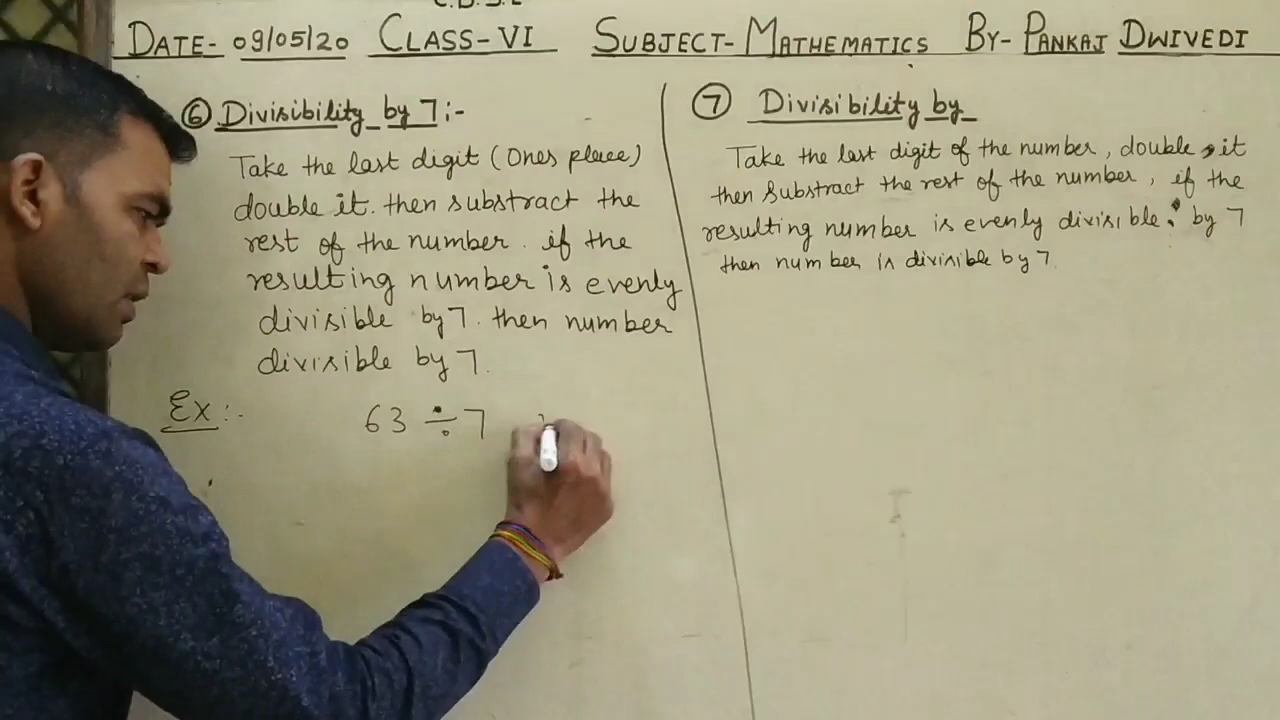 C.B.S.E
DATE- 09/05/20 CLASS-VI SUBJECT- MATHEMATICS BY- PANKAJ DWIVEDI
⑥ Divisibility by 7:-
Take the last digit (Ones place)
double it. then substract the
rest of the number. if the
resulting number is evenly
divisible by 7. then number
divisible by 7.
Ex:- 63 ÷ 7
⑦ Divisibility by
Take the last digit of the number, double it
then substract the rest of the number, if the
resulting number is evenly divisible. by 7
then number is divisible by 7.